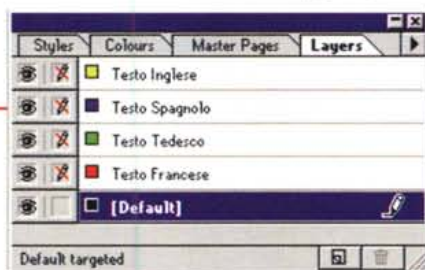 Styles Colours Master Pages Layers
Testo Inglese
Testo Spagnolo
Testo Tedesco
Testo Francese
[Default]
Default targeted